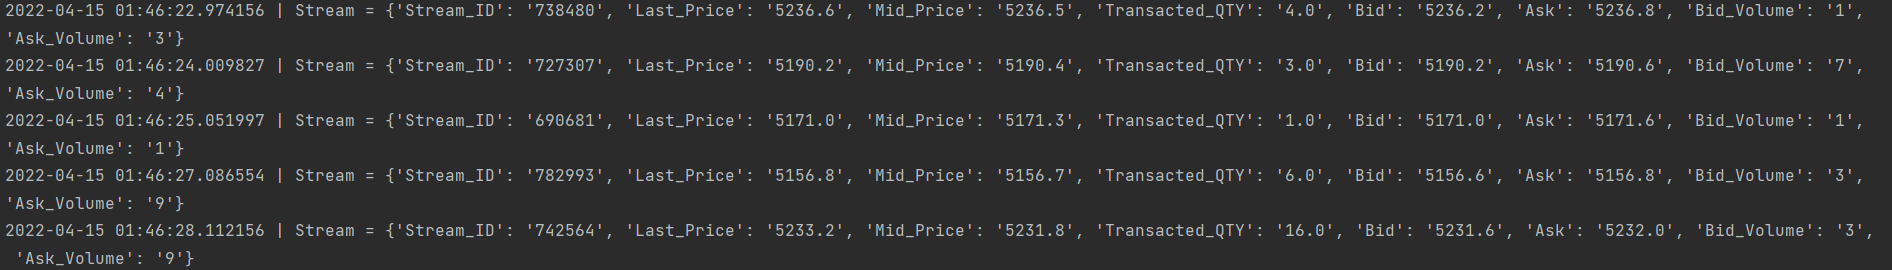 2022-04-15 01:46:22.974156 | Stream = {'Stream_ID': '738480', 'Last_Price': '5236.6', 'Mid_Price': '5236.5', 'Transacted_QTY': '4.0', 'Bid': '5236.2', 'Ask': '5236.8', 'Bid_Volume': '1',
'Ask_Volume': '3'}
2022-04-15 01:46:24.009827 | Stream = {'Stream_ID': '727307', 'Last_Price': '5190.2', 'Mid_Price': '5190.4', 'Transacted_QTY': '3.0', 'Bid': '5190.2', 'Ask': '5190.6', 'Bid_Volume': '7',
'Ask_Volume': '4'}
2022-04-15 01:46:25.051997 | Stream = {'Stream_ID': '690681', 'Last_Price': '5171.0', 'Mid_Price': '5171.3', 'Transacted_QTY': '1.0', 'Bid': '5171.0', 'Ask': '5171.6', 'Bid_Volume': '1',
'Ask_Volume': '1'}
2022-04-15 01:46:27.086554 | Stream = {'Stream_ID': '782993', 'Last_Price': '5156.8', 'Mid_Price': '5156.7', 'Transacted_QTY': '6.0', 'Bid': '5156.6', 'Ask': '5156.8', 'Bid_Volume': '3',
'Ask_Volume': '9'}
2022-04-15 01:46:28.112156 | Stream = {'Stream_ID': '742564', 'Last_Price': '5233.2', 'Mid_Price': '5231.8', 'Transacted_QTY': '16.0', 'Bid': '5231.6', 'Ask': '5232.0', 'Bid_Volume': '3',
'Ask_Volume': '9'}